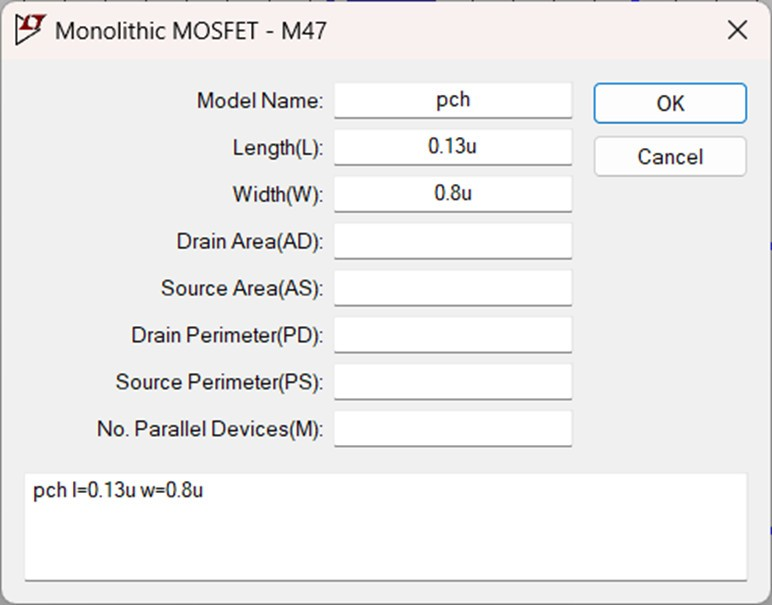 Monolithic MOSFET - M47
Model Name: pch
OK
Length(L): 0.13u
Cancel
Width(W): 0.8u
Drain Area(AD):
Source Area(AS):
Drain Perimeter(PD):
Source Perimeter(PS):
No. Parallel Devices(M):
pch l=0.13u w=0.8u